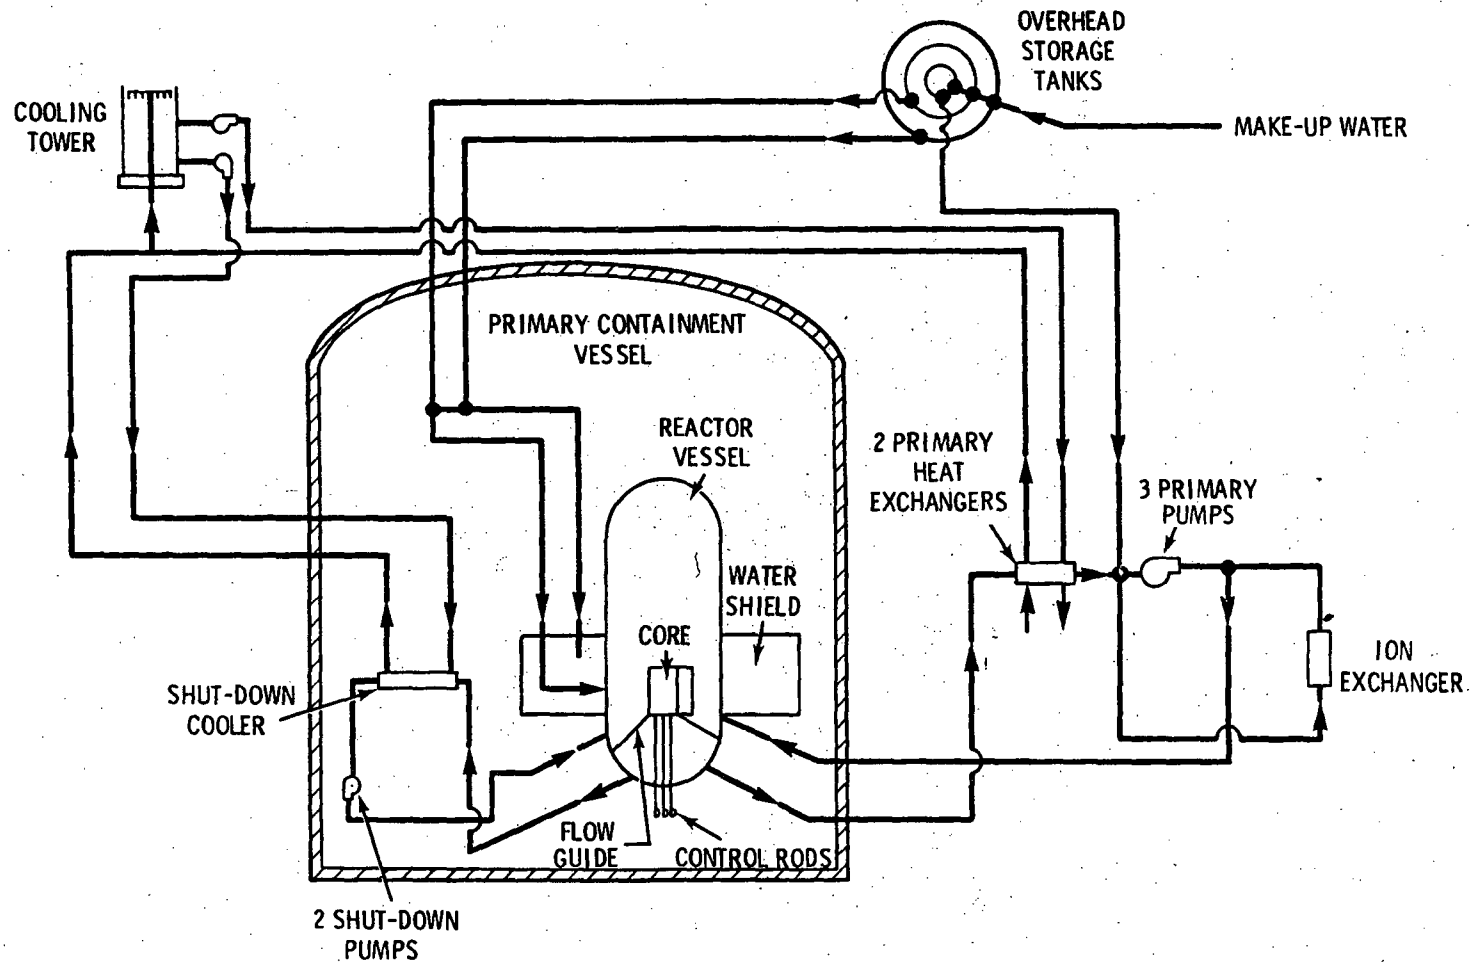 OVERHEAD
STORAGE
TANKS
COOLING
TOWER
MAKE-UP WATER
PRIMARY CONTAINMENT
VESSEL
REACTOR
VESSEL
2 PRIMARY
HEAT
EXCHANGERS
3 PRIMARY
PUMPS
WATER
SHIELD
CORE
ION
EXCHANGER
SHUT-DOWN
COOLER
FLOW
GUIDE
CONTROL RODS
2 SHUT-DOWN
PUMPS